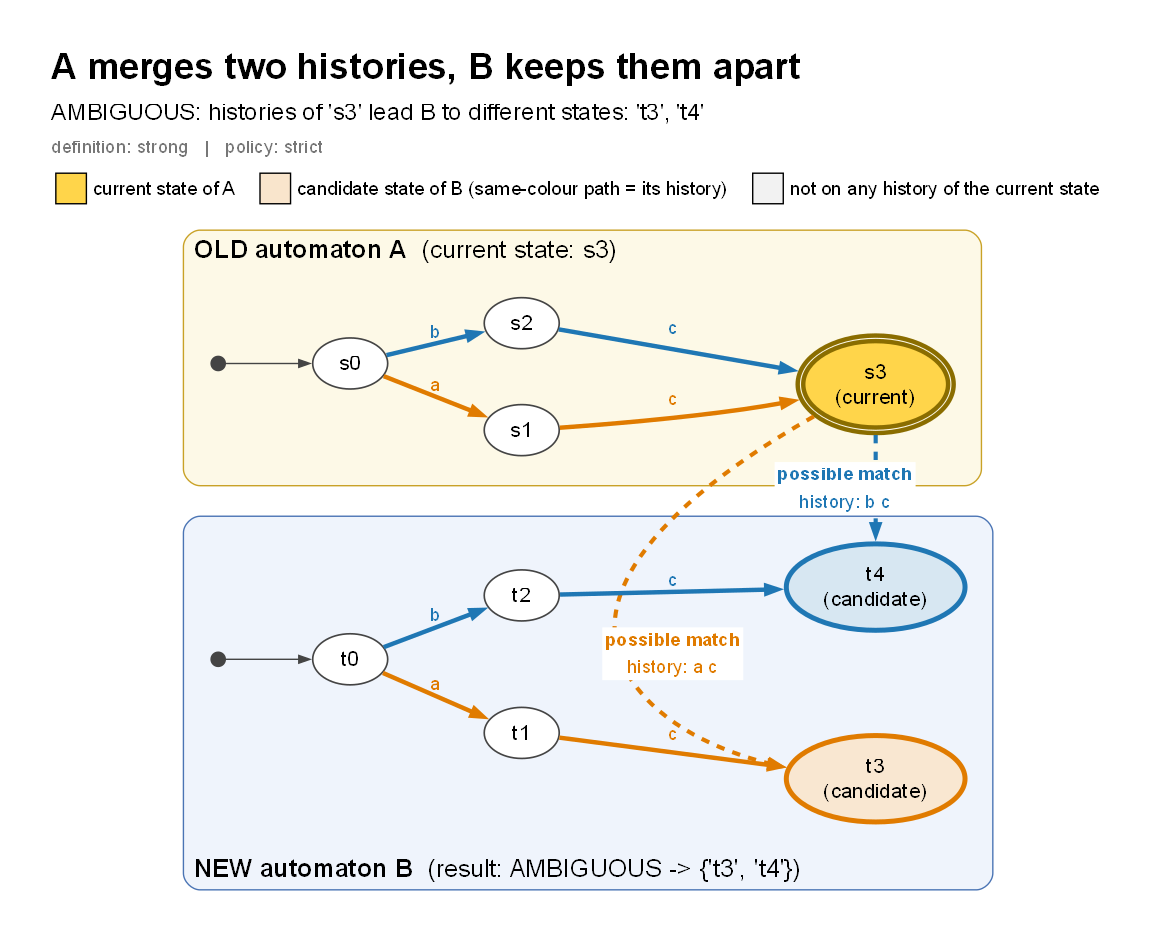 A merges two histories, B keeps them apart
AMBIGUOUS: histories of 's3' lead B to different states: 't3', 't4'
definition: strong | policy: strict
current state of A
candidate state of B (same-colour path = its history)
not on any history of the current state
OLD automaton A (current state: s3)
s0
b
s2
c
a
s1
c
s3
(current)
possible match
history: b c
t0
b
t2
c
t4
(candidate)
possible match
history: a c
a
t1
c
t3
(candidate)
NEW automaton B (result: AMBIGUOUS -> {'t3', 't4'})